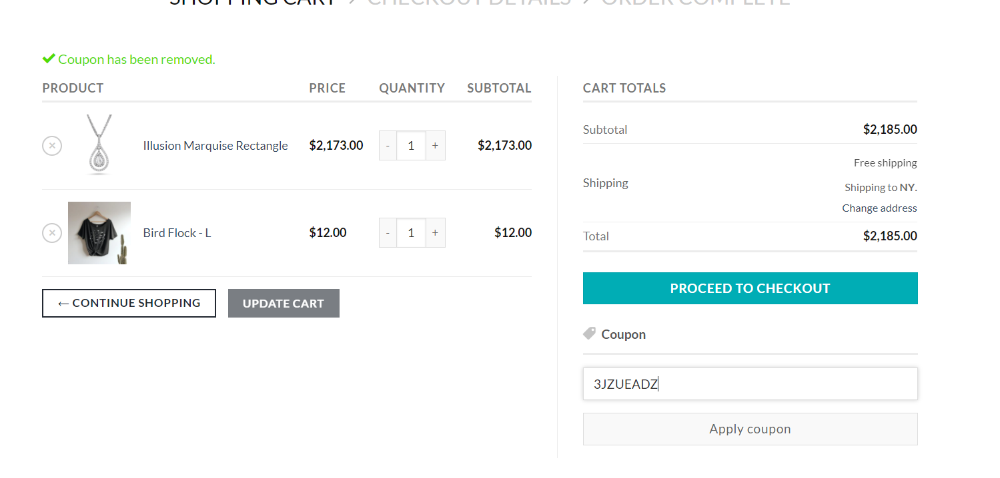 SHOPPING CART > CHECKOUT DETAILS > ORDER COMPLETE
Coupon has been removed.
PRODUCT PRICE QUANTITY SUBTOTAL
× Illusion Marquise Rectangle $2,173.00 - 1 + $2,173.00
× Bird Flock - L $12.00 - 1 + $12.00
← CONTINUE SHOPPING UPDATE CART
CART TOTALS
Subtotal $2,185.00
Free shipping
Shipping
Shipping to NY.
Change address
Total $2,185.00
PROCEED TO CHECKOUT
Coupon
3JZUEADZ
Apply coupon